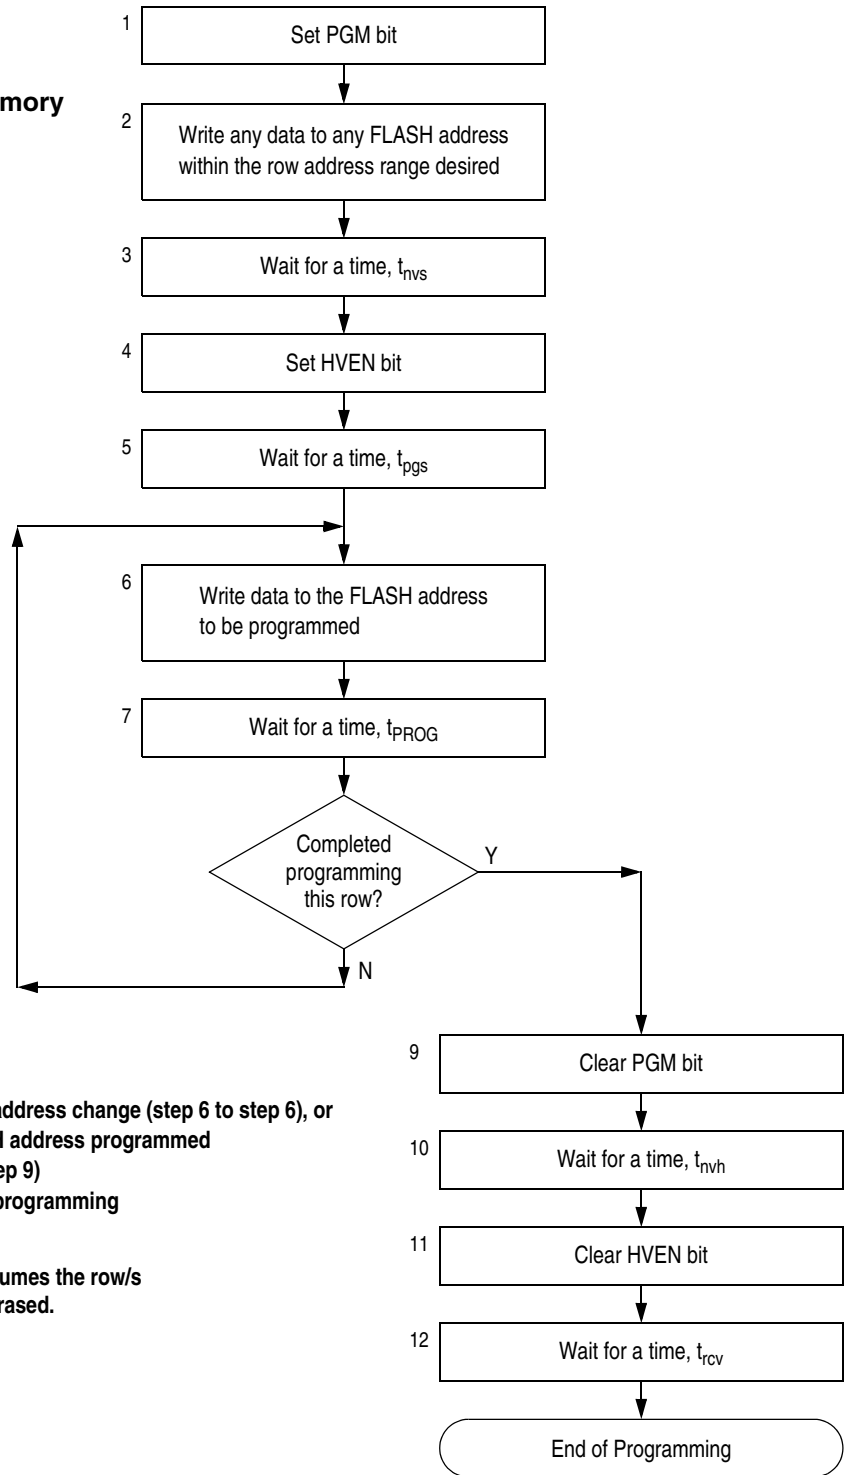 1
Set PGM bit
mory
2
Write any data to any FLASH address
within the row address range desired
3
Wait for a time, tnvs
4
Set HVEN bit
5
Wait for a time, tpgs
6
Write data to the FLASH address
to be programmed
7
Wait for a time, tPROG
Completed
programming
this row?
Y
N
address change (step 6 to step 6), or
address programmed
ep 9)
programming
umes the row/s
rased.
9
Clear PGM bit
10
Wait for a time, tnvh
11
Clear HVEN bit
12
Wait for a time, trcv
End of Programming